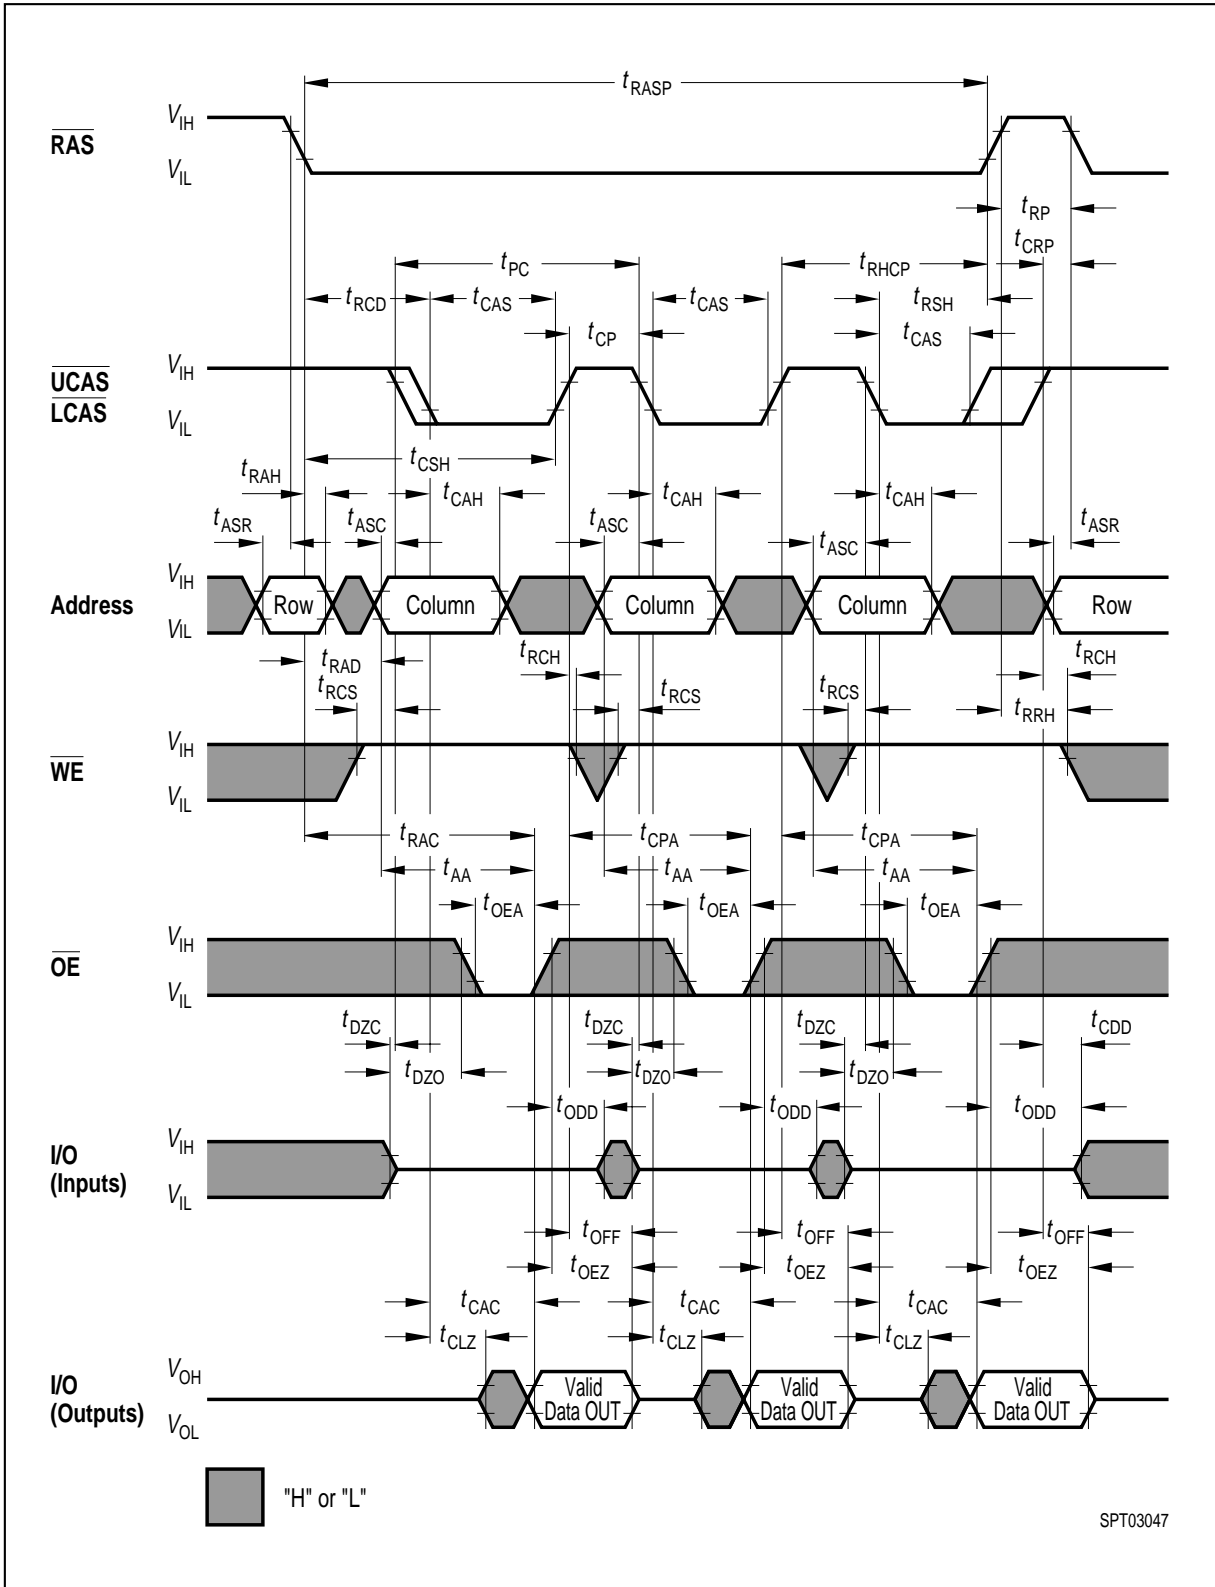 tRASP
VIH
RAS
VIL
tRP
tCRP
tPC
tRHCP
tRCD
tCAS
tCAS
tRSH
tCP
tCAS
VIH
UCAS
LCAS
VIL
tCSH
tRAH
tCAH
tCAH
tCAH
tASR
tASC
tASC
tASC
tASR
VIH
Address
Row
Column
Column
Column
Row
VIL
tRAD
tRCH
tRCH
tRCS
tRCS
tRCS
tRRH
VIH
WE
VIL
tRAC
tCPA
tCPA
tAA
tAA
tAA
tOEA
tOEA
tOEA
VIH
OE
VIL
tDZC
tDZC
tDZC
tCDD
tDZO
tDZO
tDZO
tODD
tODD
tODD
VIH
I/O
(Inputs)
VIL
tOFF
tOFF
tOFF
tOEZ
tOEZ
tOEZ
tCAC
tCAC
tCAC
tCLZ
tCLZ
tCLZ
VOH
I/O
(Outputs)
VOL
Valid
Data OUT
Valid
Data OUT
Valid
Data OUT
"H" or "L"
SPT03047